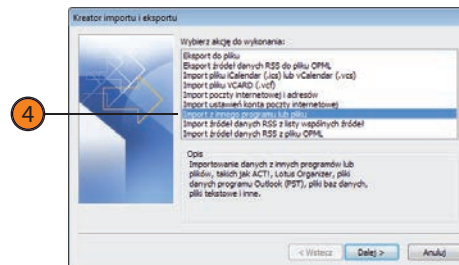 Kreator importu i eksportu
Wybierz akcję do wykonania:
Eksport do pliku
Eksport źródeł danych RSS do pliku OPML
Import pliku iCalendar (.ics) lub vCalendar (.vcs)
Import pliku VCARD (.vcf)
Import poczty internetowej i adresów
Import ustawień konta poczty internetowej
4
Import z innego programu lub pliku
Import źródeł danych RSS z listy wspólnych źródeł
Import źródeł danych RSS z pliku OPML
Opis
Importowanie danych z innych programów lub
plików, takich jak ACT!, Lotus Organizer, pliki
danych programu Outlook (PST), pliki baz danych,
pliki tekstowe i inne.
< Wstecz Dalej > Anuluj